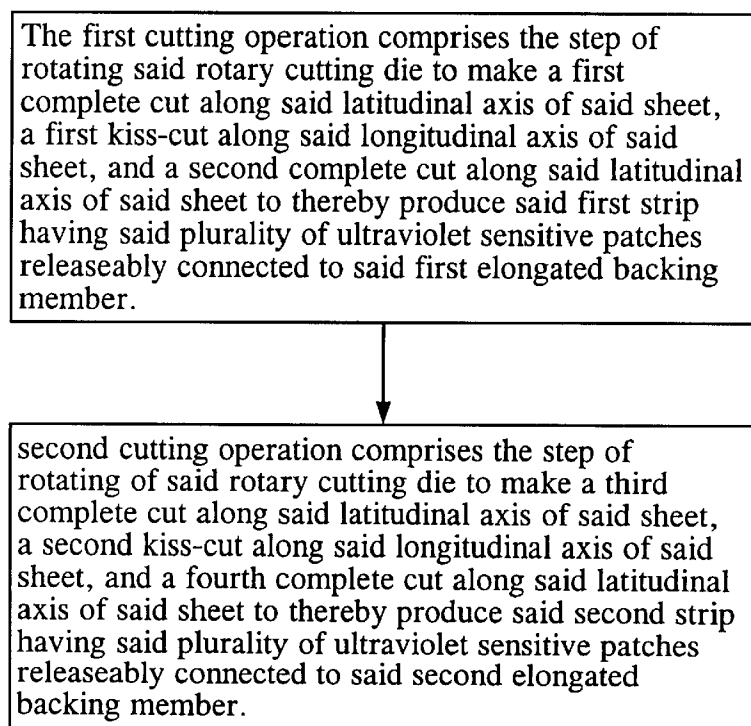 The first cutting operation comprises the step of
rotating said rotary cutting die to make a first
complete cut along said latitudinal axis of said sheet,
a first kiss-cut along said longitudinal axis of said
sheet, and a second complete cut along said latitudinal
axis of said sheet to thereby produce said first strip
having said plurality of ultraviolet sensitive patches
releaseably connected to said first elongated backing
member.
second cutting operation comprises the step of
rotating of said rotary cutting die to make a third
complete cut along said latitudinal axis of said sheet,
a second kiss-cut along said longitudinal axis of said
sheet, and a fourth complete cut along said latitudinal
axis of said sheet to thereby produce said second strip
having said plurality of ultraviolet sensitive patches
releaseably connected to said second elongated
backing member.